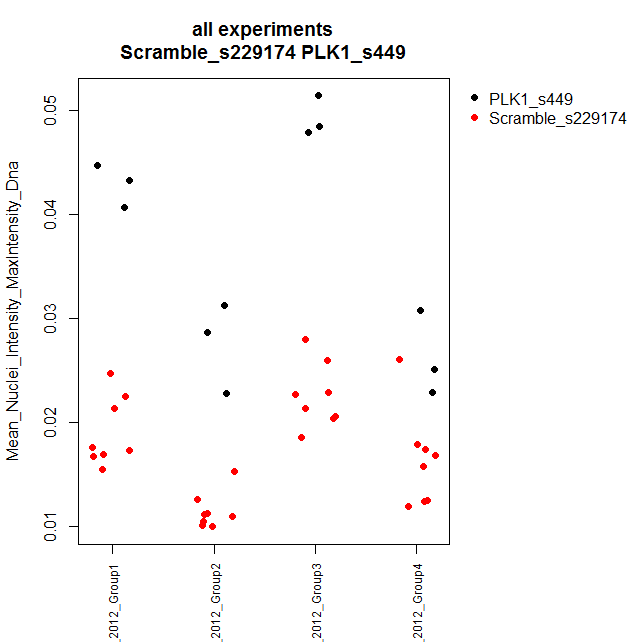 all experiments
Scramble_s229174 PLK1_s449
PLK1_s449
Scramble_s229174
Mean_Nuclei_Intensity_MaxIntensity_Dna
0.05
0.04
0.03
0.02
0.01
2012_Group1
2012_Group2
2012_Group3
2012_Group4